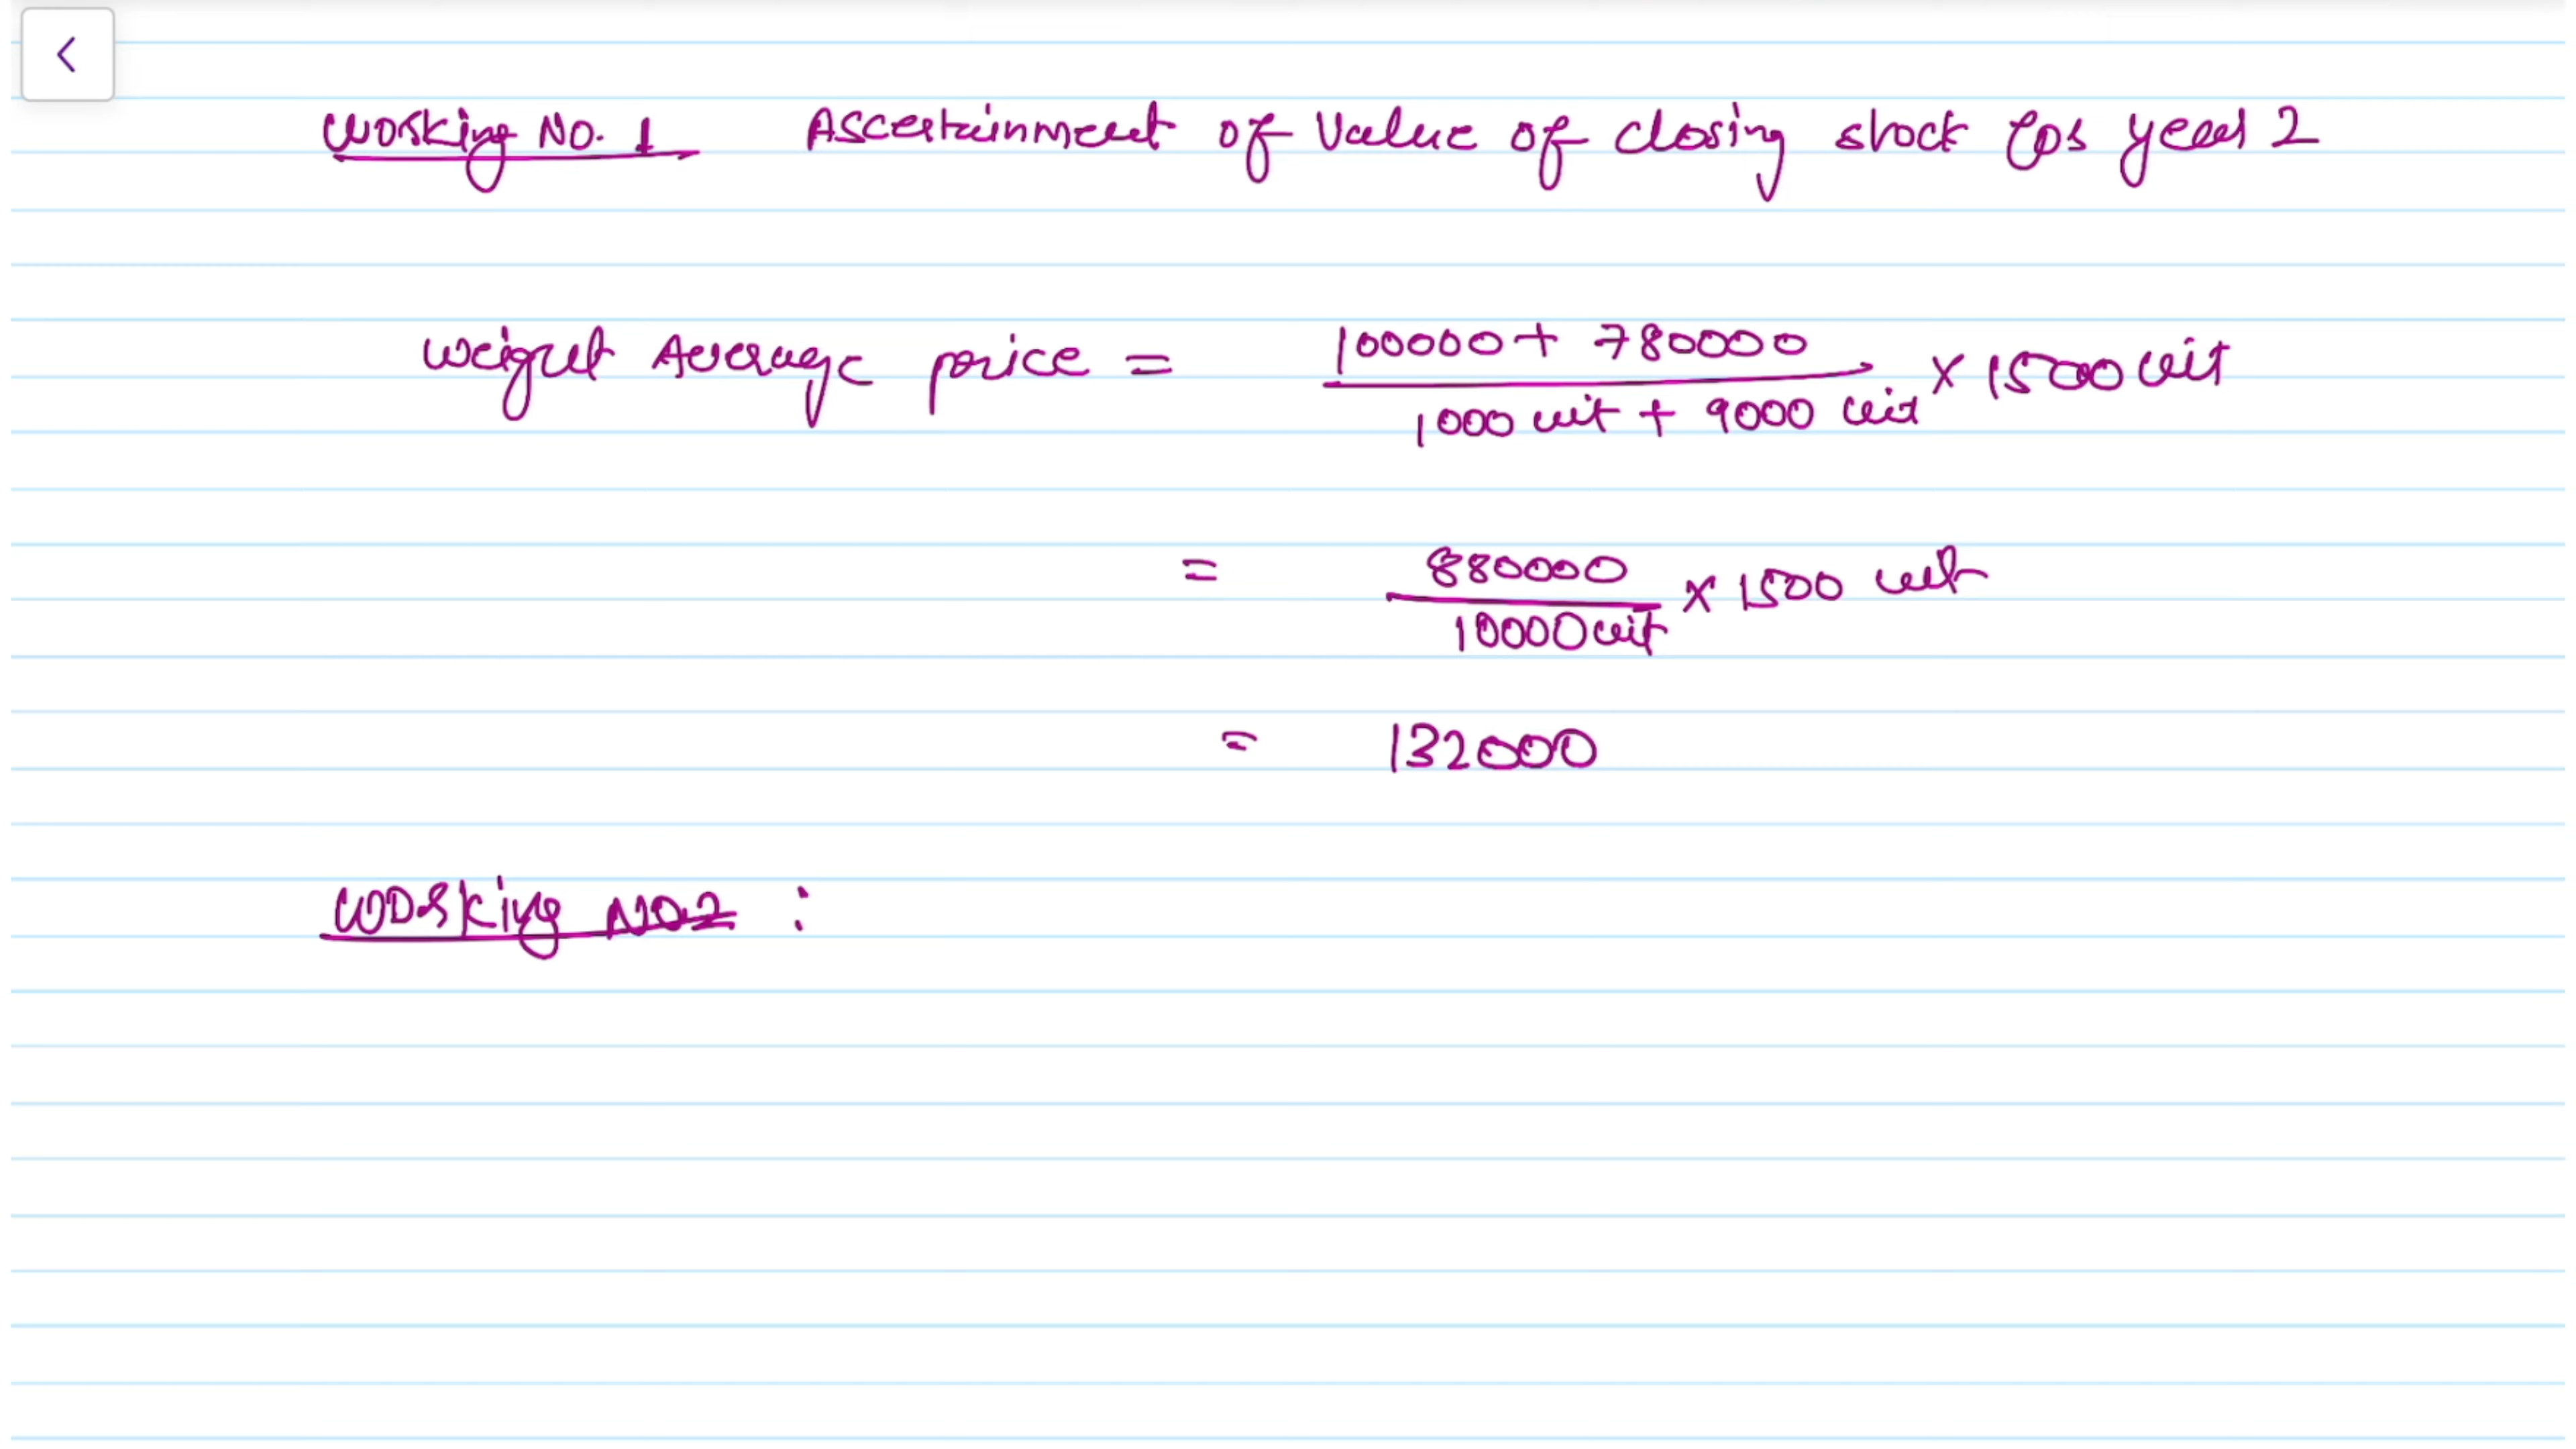 Working No. 1 Ascertainment of Value of closing stock for year 2
Weight Average price = 100000 + 780000 / 1000 unit + 9000 unit × 1500 unit
= 880000 / 10000 unit × 1500 unit
= 132000
Working No.2 :